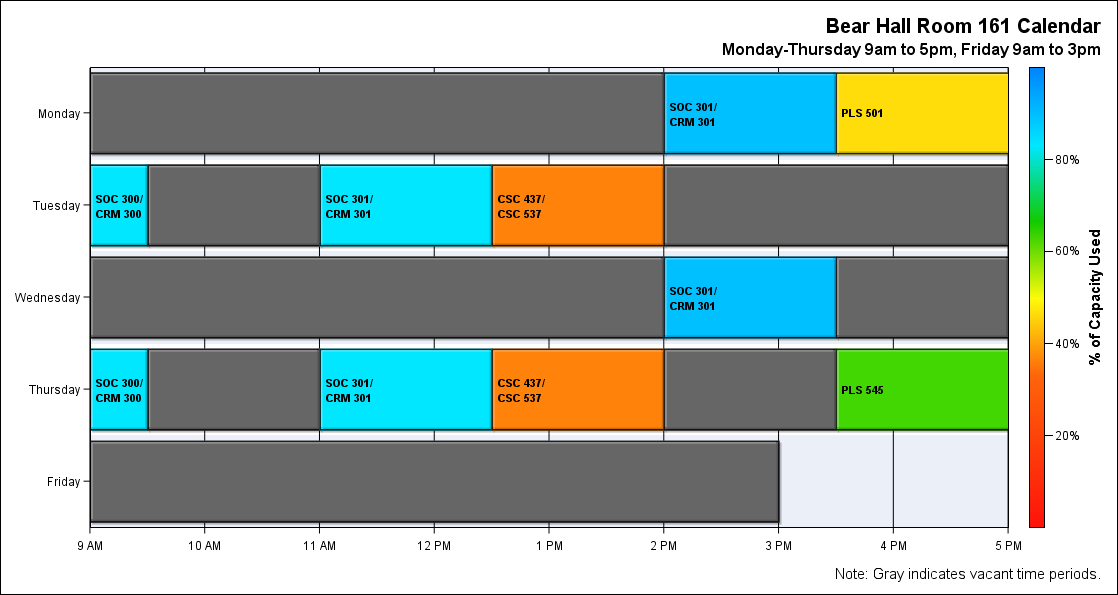 Bear Hall Room 161 Calendar
Monday-Thursday 9am to 5pm, Friday 9am to 3pm
Monday
SOC 301/
CRM 301
PLS 501
Tuesday
SOC 300/
CRM 300
SOC 301/
CRM 301
CSC 437/
CSC 537
Wednesday
SOC 301/
CRM 301
Thursday
SOC 300/
CRM 300
SOC 301/
CRM 301
CSC 437/
CSC 537
PLS 545
Friday
9 AM
10 AM
11 AM
12 PM
1 PM
2 PM
3 PM
4 PM
5 PM
80%
60%
40%
20%
% of Capacity Used
Note: Gray indicates vacant time periods.